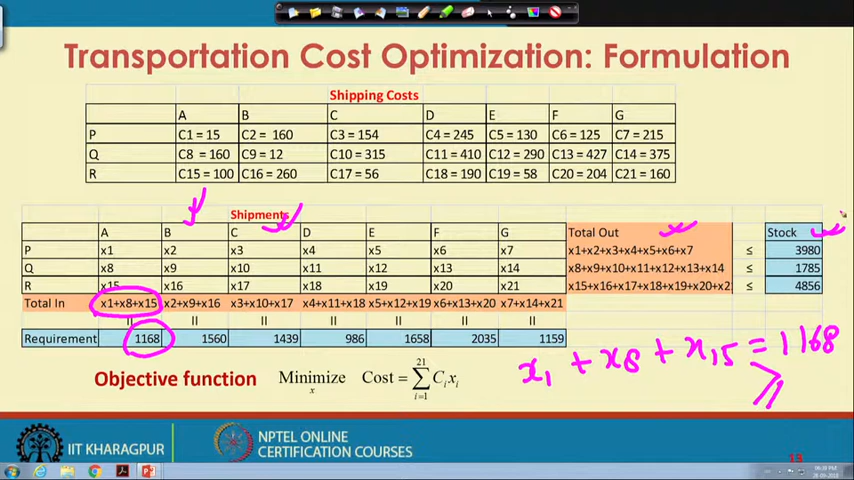 Transportation Cost Optimization: Formulation
Shipping Costs
A B C D E F G
P C1 = 15 C2 = 160 C3 = 154 C4 = 245 C5 = 130 C6 = 125 C7 = 215
Q C8 = 160 C9 = 12 C10 = 315 C11 = 410 C12 = 290 C13 = 427 C14 = 375
R C15 = 100 C16 = 260 C17 = 56 C18 = 190 C19 = 58 C20 = 204 C21 = 160
Shipments
A B C D E F G Total Out Stock
P x1 x2 x3 x4 x5 x6 x7 x1+x2+x3+x4+x5+x6+x7 ≤ 3980
Q x8 x9 x10 x11 x12 x13 x14 x8+x9+x10+x11+x12+x13+x14 ≤ 1785
R x15 x16 x17 x18 x19 x20 x21 x15+x16+x17+x18+x19+x20+x2 ≤ 4856
Total In x1+x8+x15 x2+x9+x16 x3+x10+x17 x4+x11+x18 x5+x12+x19 x6+x13+x20 x7+x14+x21
= = = = = = =
Requirement 1168 1560 1439 986 1658 2035 1159
x1 + x8 + x15 = 1168
≥
Objective function Minimize x Cost = 21 ∑ i=1 Ci xi
IIT KHARAGPUR
NPTEL ONLINE
CERTIFICATION COURSES
13